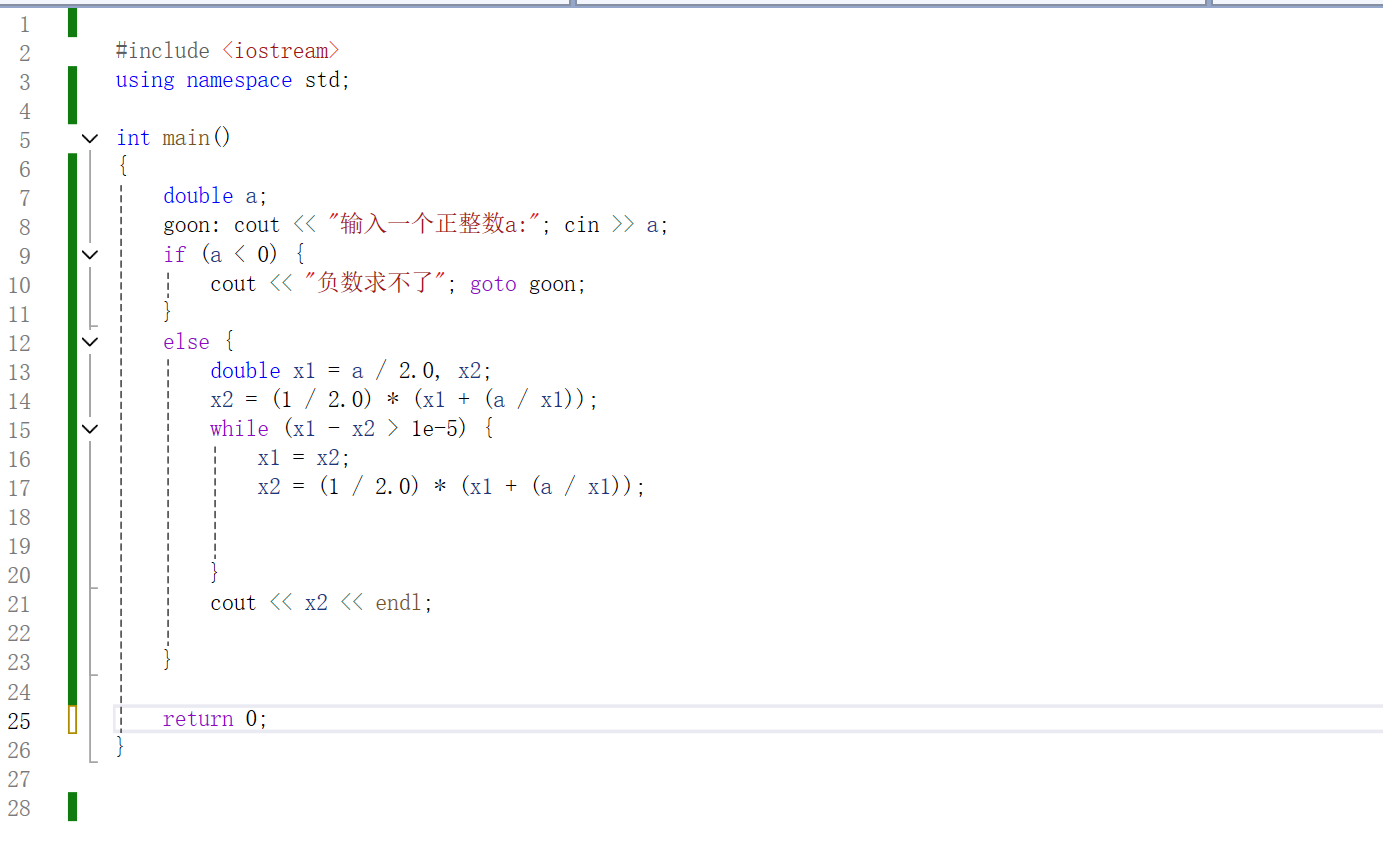 1
2 #include <iostream>
3 using namespace std;
4
5 int main()
6 {
7 double a;
8 goon: cout << "输入一个正整数a:"; cin >> a;
9 if (a < 0) {
10 cout << "负数求不了"; goto goon;
11 }
12 else {
13 double x1 = a / 2.0, x2;
14 x2 = (1 / 2.0) * (x1 + (a / x1));
15 while (x1 - x2 > 1e-5) {
16 x1 = x2;
17 x2 = (1 / 2.0) * (x1 + (a / x1));
18
19
20 }
21 cout << x2 << endl;
22
23 }
24
25 return 0;
26 }
27
28